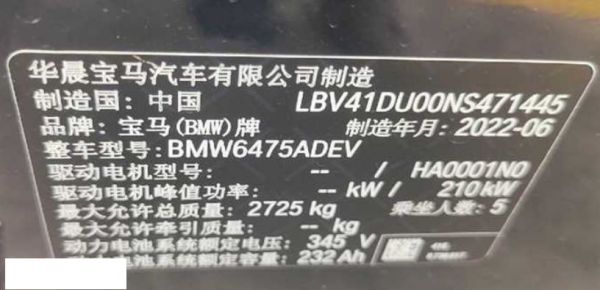 华晨宝马汽车有限公司制造
制造国: 中国 LBV41DU00NS471445
品牌: 宝马(BMW)牌 制造年月: 2022-06
整车型号: BMW6475ADEV
驱动电机型号: -- / HA0001N0
驱动电机峰值功率: -- kW / 210 kW
最大允许总质量: 2725 kg 乘坐人数: 5
最大允许牵引质量: -- kg
动力电池系统额定电压: 345 V
动力电池系统额定容量: 232 Ah